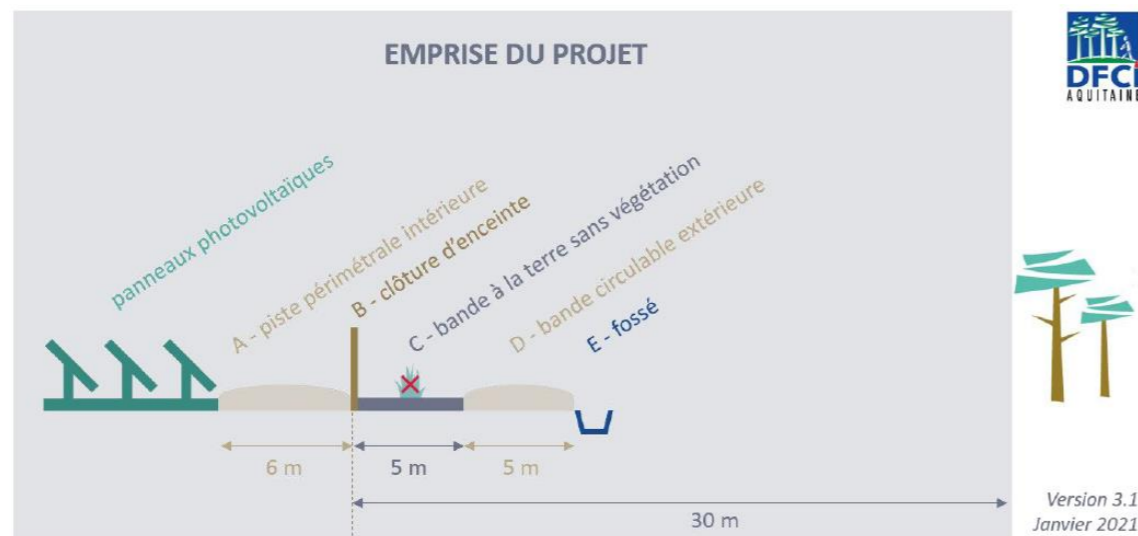 EMPRISE DU PROJET
DFCI
AQUITAINE
panneaux photovoltaïques
A - piste périmétrale intérieure
B - clôture d'enceinte
C - bande à la terre sans végétation
D - bande circulable extérieure
E - fossé
6 m
5 m
5 m
30 m
Version 3.1
Janvier 2021